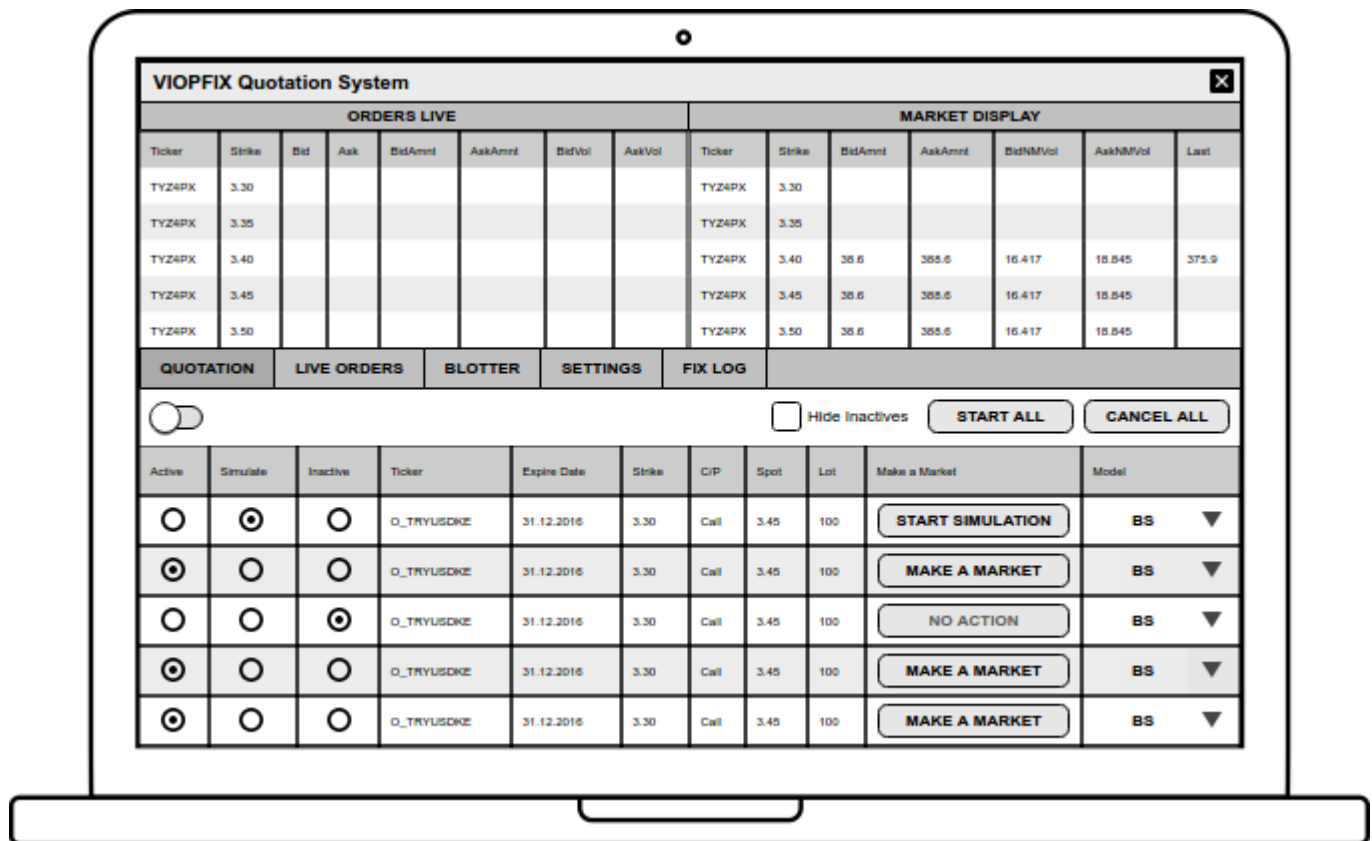 VIOPFIX Quotation System
ORDERS LIVE MARKET DISPLAY
Ticker Strike Bid Ask BidAmnt AskAmnt BidVol AskVol Ticker Strike BidAmnt AskAmnt BidNMVol AskNMVol Last
TYZ4PX 3.30 TYZ4PX 3.30
TYZ4PX 3.35 TYZ4PX 3.35
TYZ4PX 3.40 TYZ4PX 3.40 38.6 388.6 16.417 18.845 375.9
TYZ4PX 3.45 TYZ4PX 3.45 38.6 388.6 16.417 18.845
TYZ4PX 3.50 TYZ4PX 3.50 38.6 388.6 16.417 18.845
QUOTATION LIVE ORDERS BLOTTER SETTINGS FIX LOG
Hide Inactives START ALL CANCEL ALL
Active Simulate Inactive Ticker Expire Date Strike C/P Spot Lot Make a Market Model
O_TRYUSDKE 31.12.2016 3.30 Call 3.45 100 START SIMULATION BS
O_TRYUSDKE 31.12.2016 3.30 Call 3.45 100 MAKE A MARKET BS
O_TRYUSDKE 31.12.2016 3.30 Call 3.45 100 NO ACTION BS
O_TRYUSDKE 31.12.2016 3.30 Call 3.45 100 MAKE A MARKET BS
O_TRYUSDKE 31.12.2016 3.30 Call 3.45 100 MAKE A MARKET BS